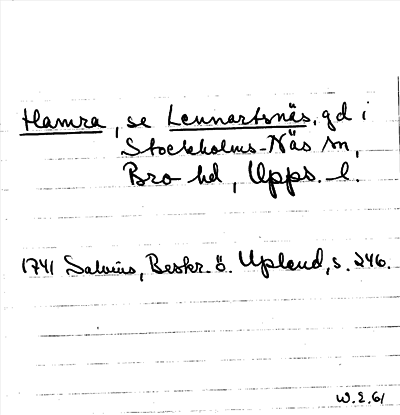 Hamra, se Lennartsnäs, gd i
Stockholms-Näs sn,
Bro hd, Upps. l.
1741 Salvius, Beskr. ö. Upland, s. 246.
W.E. 61